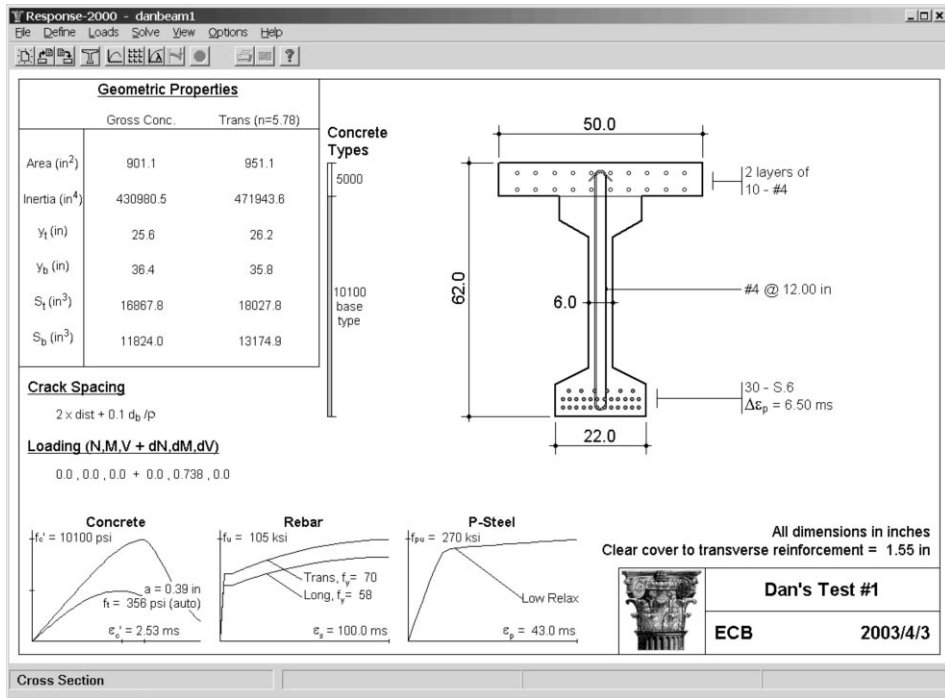 Response-2000 - danbeam1
File Define Loads Solve View Options Help
Geometric Properties
Gross Conc. Trans (n=5.78)
Area (in²) 901.1 951.1
Inertia (in⁴) 430980.5 471943.6
yt (in) 25.6 26.2
yb (in) 36.4 35.8
St (in³) 16867.8 18027.8
Sb (in³) 11824.0 13174.9
Crack Spacing
2 x dist + 0.1 db /ρ
Loading (N,M,V + dN,dM,dV)
0.0 , 0.0 , 0.0 + 0.0 , 0.738 , 0.0
Concrete
Types
5000
10100
base
type
50.0
62.0
6.0
22.0
2 layers of
10 - #4
#4 @ 12.00 in
30 - S.6
Δεp = 6.50 ms
Concrete
fc' = 10100 psi
a = 0.39 in
ft = 356 psi (auto)
εc' = 2.53 ms
Rebar
fu = 105 ksi
Trans, fy= 70
Long, fy= 58
εs = 100.0 ms
P-Steel
fpu = 270 ksi
Low Relax
εp = 43.0 ms
All dimensions in inches
Clear cover to transverse reinforcement = 1.55 in
Dan's Test #1
ECB 2003/4/3
Cross Section